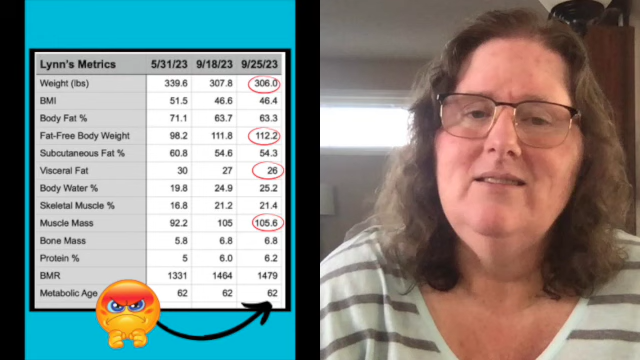 Lynn's Metrics 5/31/23 9/18/23 9/25/23
Weight (lbs) 339.6 307.8 306.0
BMI 51.5 46.6 46.4
Body Fat % 71.1 63.7 63.3
Fat-Free Body Weight 98.2 111.8 112.2
Subcutaneous Fat % 60.8 54.6 54.3
Visceral Fat 30 27 26
Body Water % 19.8 24.9 25.2
Skeletal Muscle % 16.8 21.2 21.4
Muscle Mass 92.2 105 105.6
Bone Mass 5.8 6.8 6.8
Protein % 5 6.0 6.2
BMR 1331 1464 1479
Metabolic Age 62 62 62